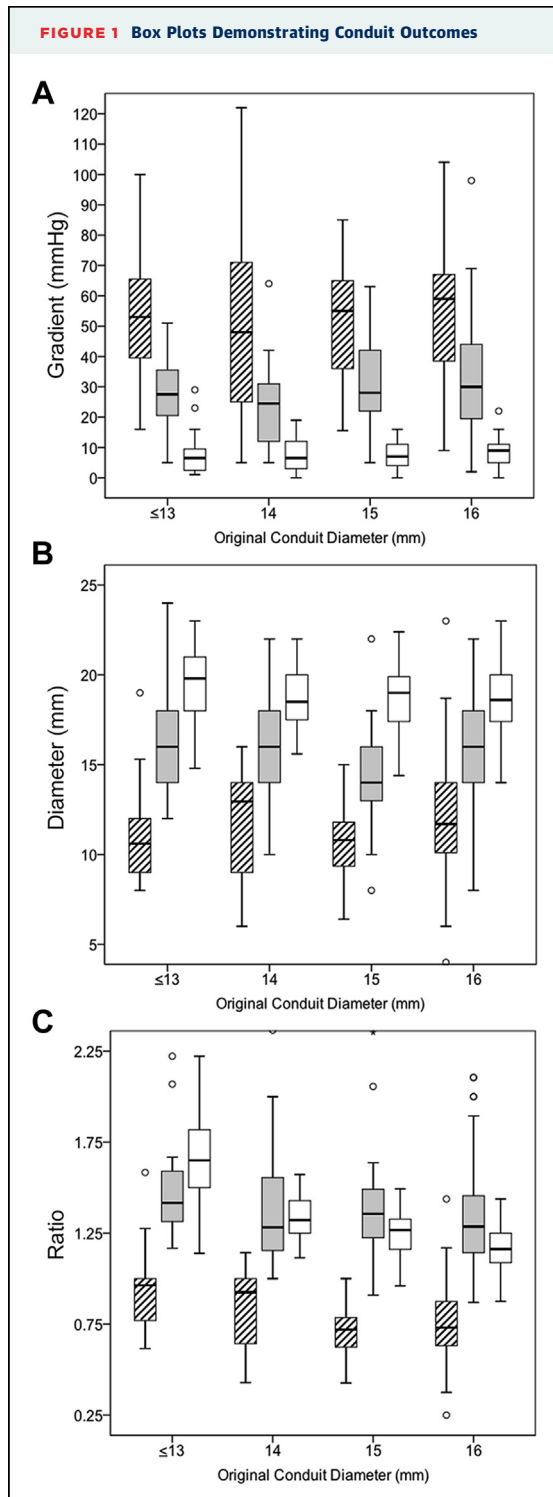 FIGURE 1 Box Plots Demonstrating Conduit Outcomes
A
120
110
100
90
80
70
60
50
40
30
20
10
0
Gradient (mmHg)
≤13 14 15 16
Original Conduit Diameter (mm)
B
25
20
15
10
5
Diameter (mm)
≤13 14 15 16
Original Conduit Diameter (mm)
C
2.25
1.75
1.25
0.75
0.25
Ratio
≤13 14 15 16
Original Conduit Diameter (mm)